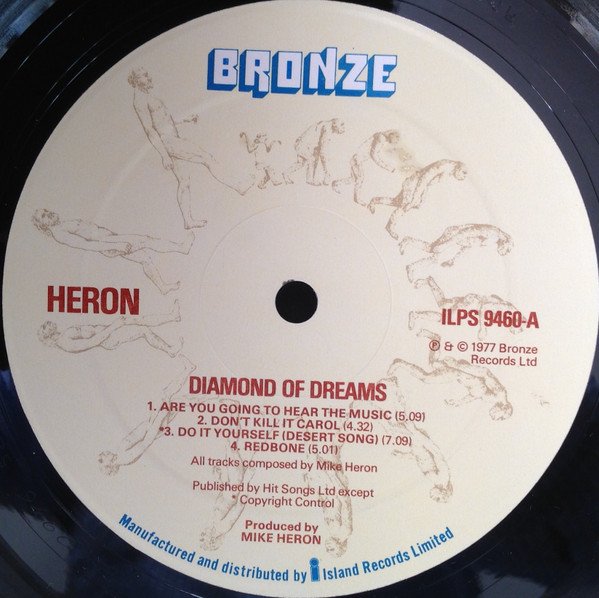 BRONZE
HERON
ILPS 9460-A
℗ & © 1977 Bronze
Records Ltd
DIAMOND OF DREAMS
1. ARE YOU GOING TO HEAR THE MUSIC (5.09)
2. DON'T KILL IT CAROL (4.32)
*3. DO IT YOURSELF (DESERT SONG) (7.09)
4. REDBONE (5.01)
All tracks composed by Mike Heron
Published by Hit Songs Ltd except
* Copyright Control
Produced by
MIKE HERON
Manufactured and distributed by Island Records Limited